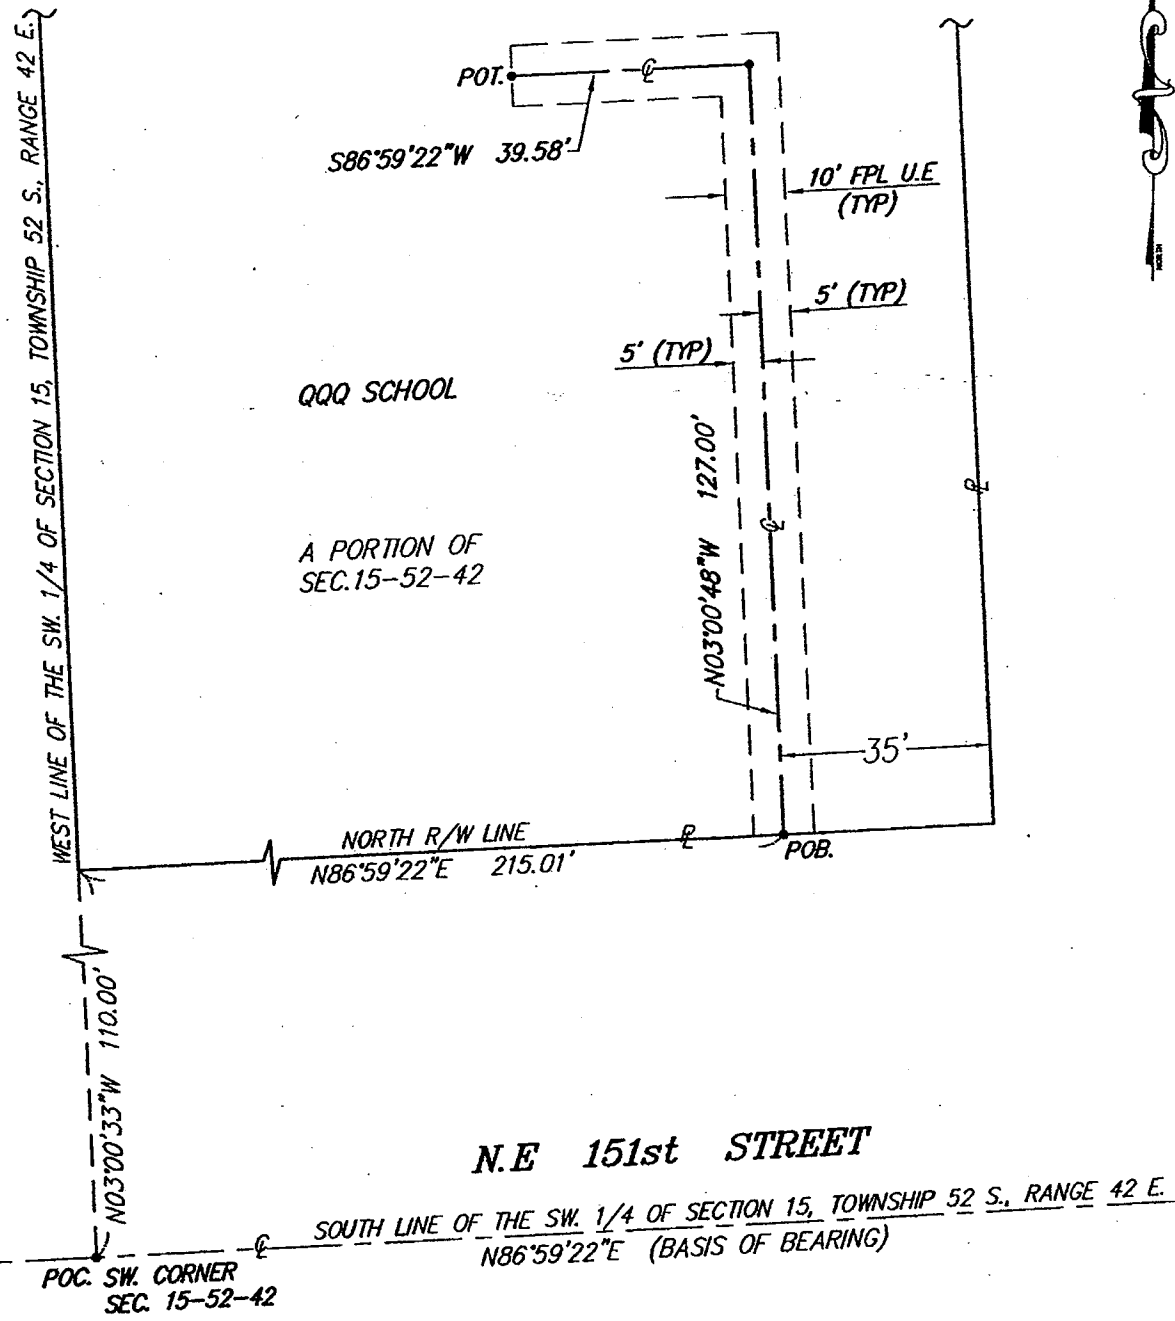 WEST LINE OF THE SW. 1/4 OF SECTION 15, TOWNSHIP 52 S., RANGE 42 E.
POT.
℄
S86°59'22"W 39.58'
10' FPL U.E
(TYP)
NORTH
5' (TYP)
5' (TYP)
QQQ SCHOOL
N03°00'48"W 127.00'
℄
A PORTION OF
SEC.15-52-42
35'
NORTH R/W LINE
N86°59'22"E 215.01'
POB.
N03°00'33"W 110.00'
N.E 151st STREET
SOUTH LINE OF THE SW. 1/4 OF SECTION 15, TOWNSHIP 52 S., RANGE 42 E.
℄
N86°59'22"E (BASIS OF BEARING)
POC. SW. CORNER
SEC. 15-52-42